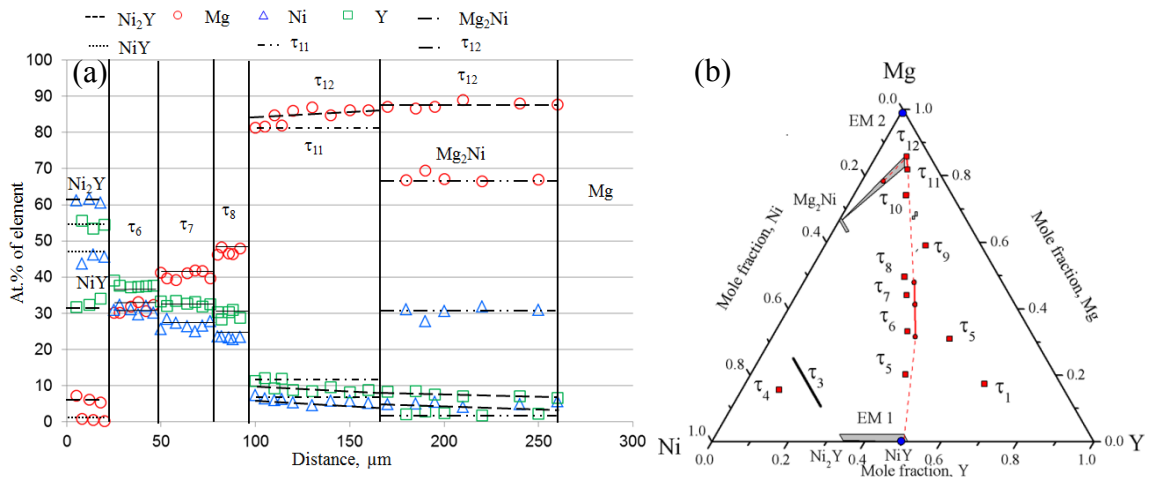 Ni₂Y Mg Ni Y Mg₂Ni
NiY τ₁₁ τ₁₂
(a)
At.% of element
100
90
80
70
60
50
40
30
20
10
0
0 50 100 150 200 250 300
Distance, µm
Ni₂Y
NiY
τ₆
τ₇
τ₈
τ₁₂
τ₁₁
τ₁₂
Mg₂Ni
Mg
(b)
Mg
0.0 1.0
EM 2
τ₁₂
0.2 0.8
τ₁₁
τ₁₀
Mg₂Ni
0.4 0.6
τ₉
τ₈
τ₇
0.6 0.4
τ₆
τ₅
τ₅
0.8 0.2
τ₃
τ₄
τ₁
EM 1
1.0 0.0
Ni Y
Ni₂Y NiY
0.0 0.2 0.4 0.6 0.8 1.0
Mole fraction, Y
Mole fraction, Ni
Mole fraction, Mg